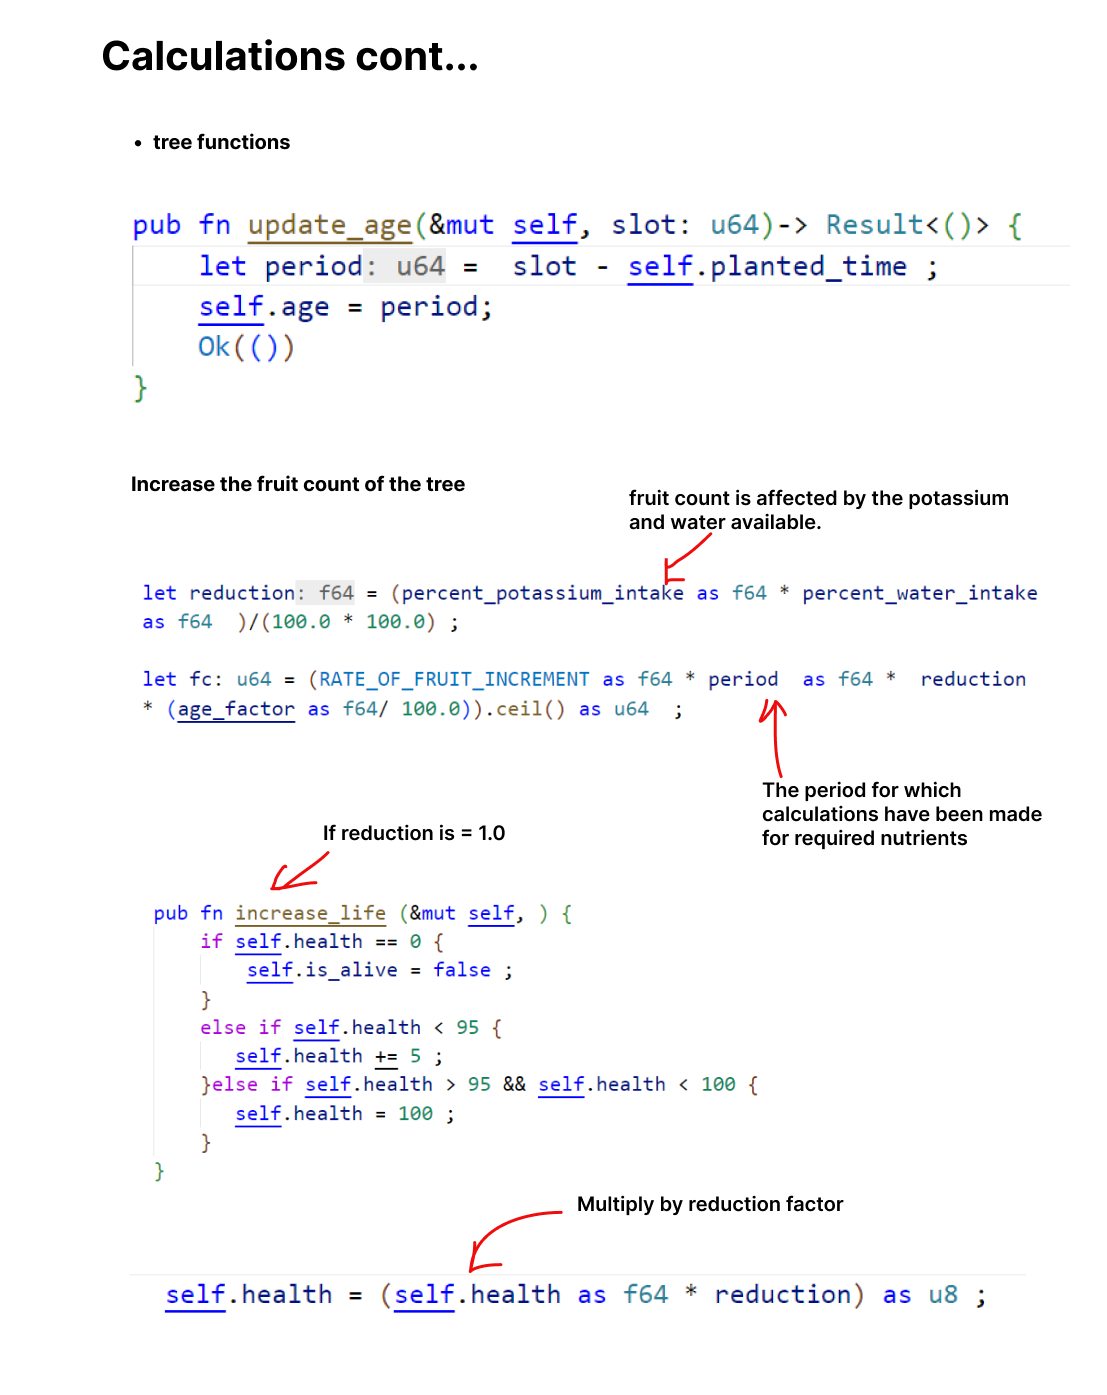 Calculations cont...
• tree functions
pub fn update_age(&mut self, slot: u64)-> Result<()> {
let period: u64 =  slot - self.planted_time ;
self.age = period;
Ok(())
}
Increase the fruit count of the tree
fruit count is affected by the potassium
and water available.
let reduction: f64 = (percent_potassium_intake as f64 * percent_water_intake
as f64  )/(100.0 * 100.0) ;
let fc: u64 = (RATE_OF_FRUIT_INCREMENT as f64 * period  as f64 *  reduction
* (age_factor as f64/ 100.0)).ceil() as u64  ;
The period for which
calculations have been made
for required nutrients
If reduction is = 1.0
pub fn increase_life (&mut self, ) {
if self.health == 0 {
self.is_alive = false ;
}
else if self.health < 95 {
self.health += 5 ;
}else if self.health > 95 && self.health < 100 {
self.health = 100 ;
}
}
Multiply by reduction factor
self.health = (self.health as f64 * reduction) as u8 ;